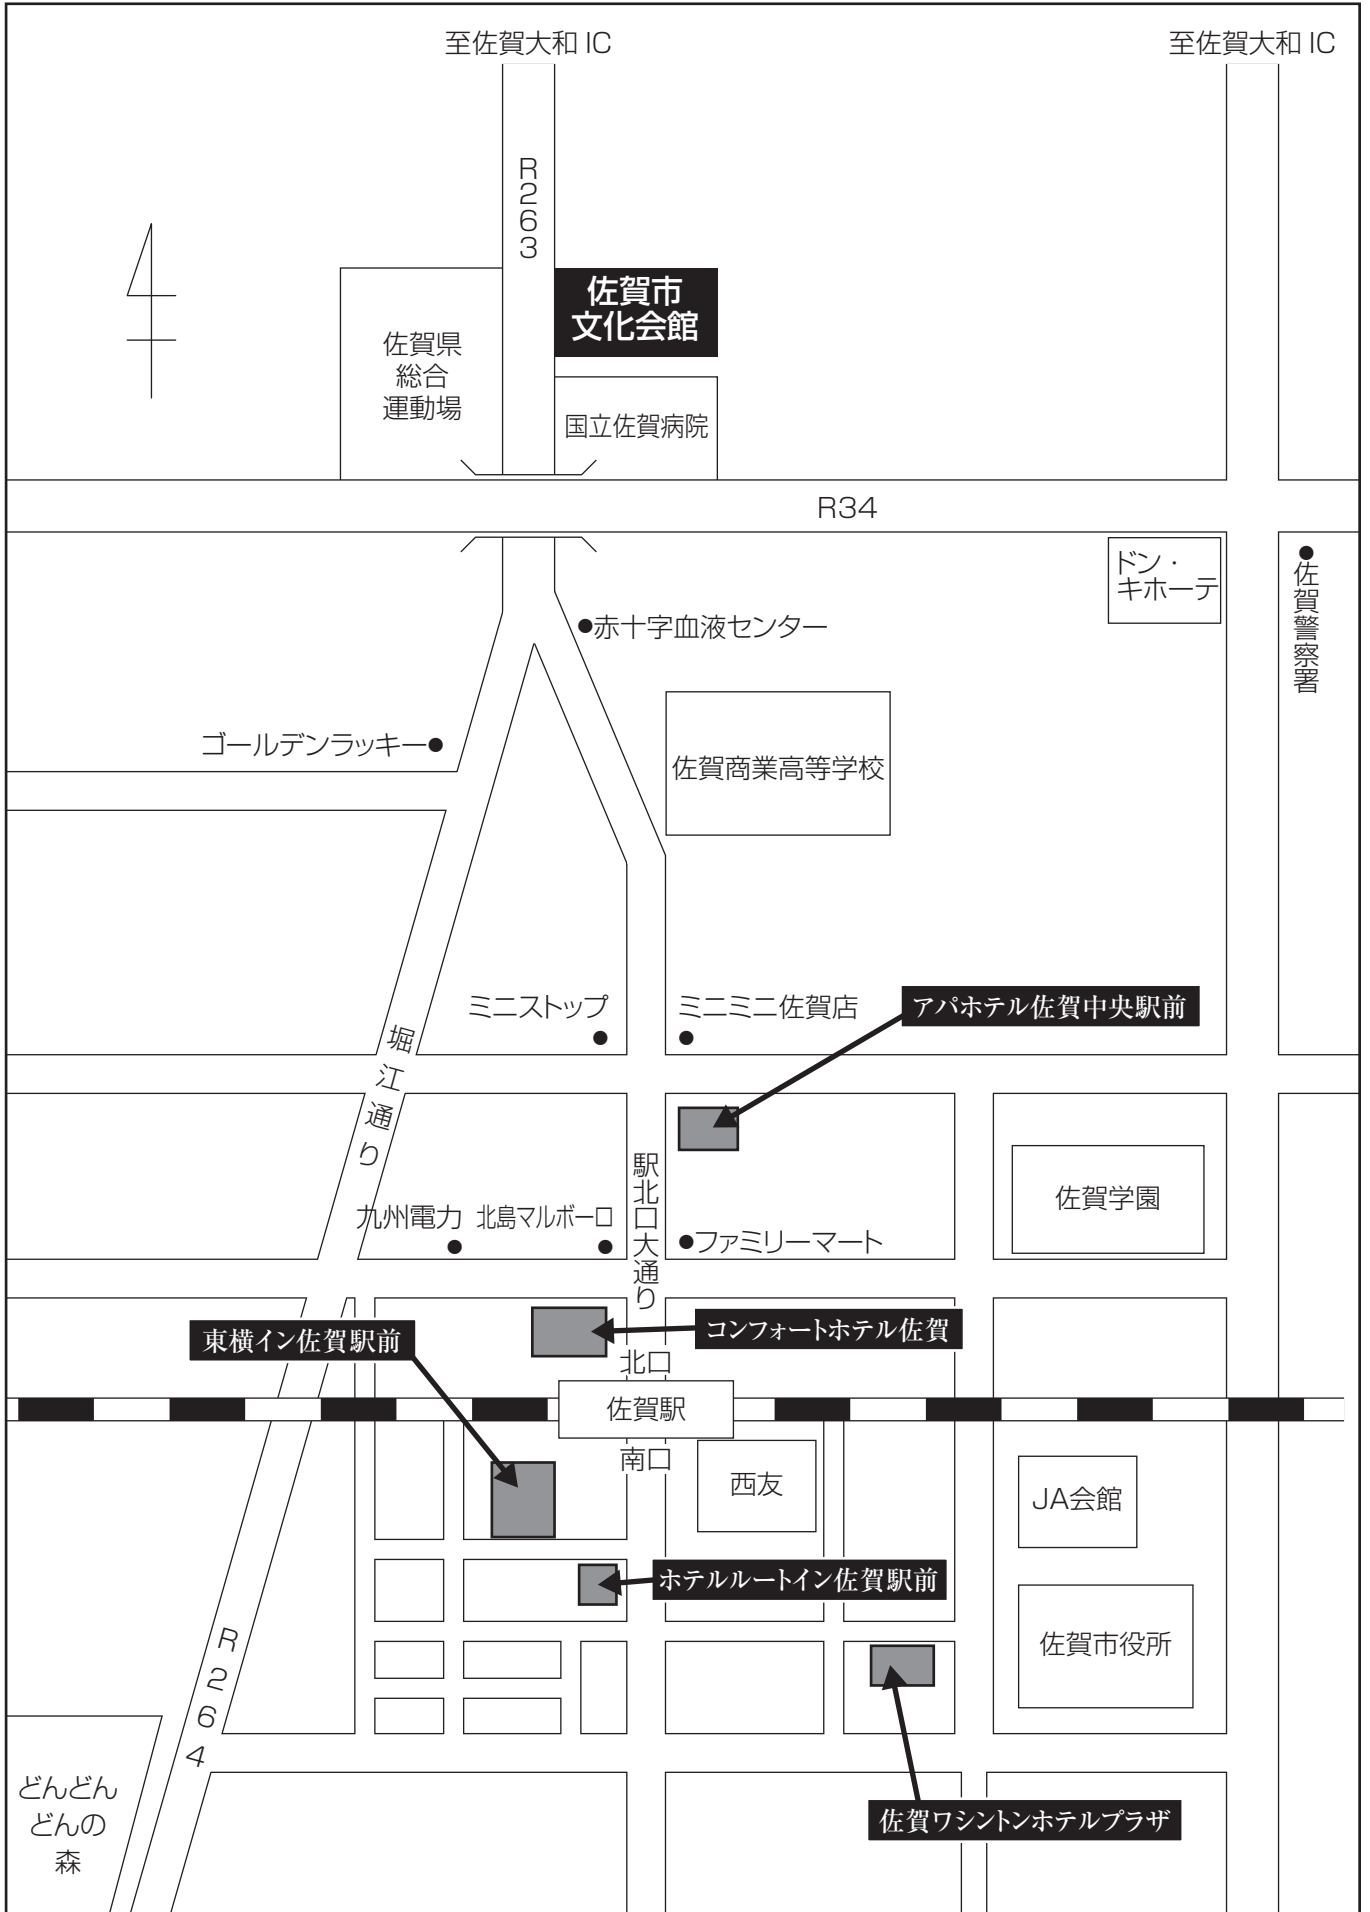 至佐賀大和 IC
至佐賀大和 IC
R263
佐賀市
文化会館
佐賀県
総合
運動場
国立佐賀病院
R34
ドン・
キホーテ
佐賀警察署
赤十字血液センター
ゴールデンラッキー
佐賀商業高等学校
ミニストップ
ミニミニ佐賀店
アパホテル佐賀中央駅前
堀江通り
駅北口大通り
佐賀学園
九州電力
北島マルボーロ
ファミリーマート
コンフォートホテル佐賀
東横イン佐賀駅前
北口
佐賀駅
南口
西友
JA会館
ホテルルートイン佐賀駅前
佐賀市役所
R264
どんどん
どんの
森
佐賀ワシントンホテルプラザ